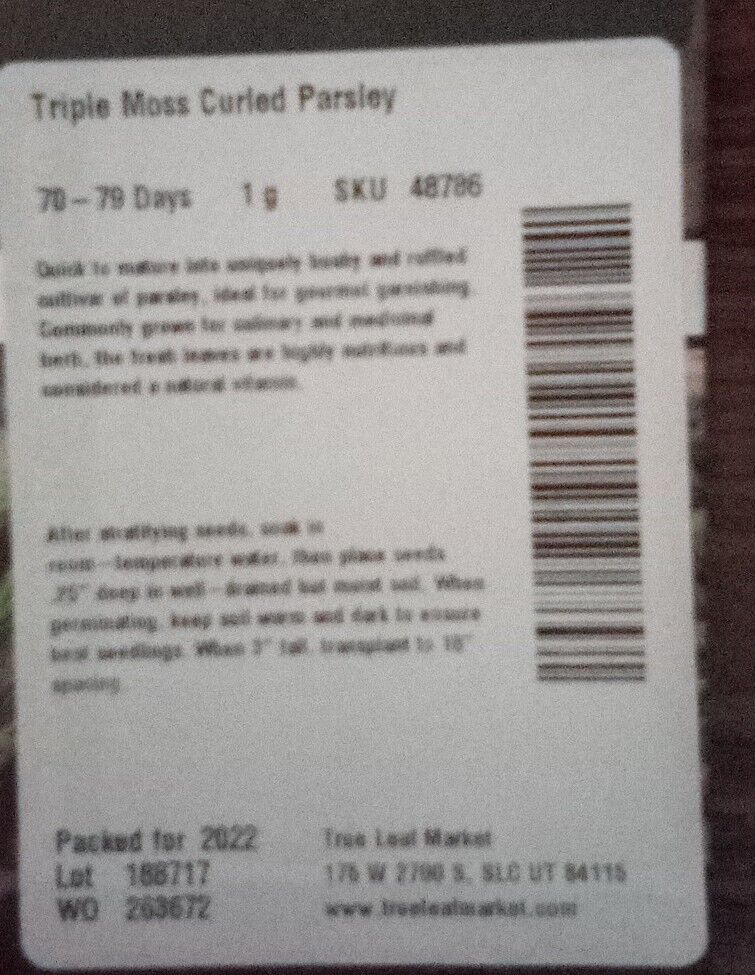 Triple Moss Curled Parsley
70-79 Days 1 g SKU 48786
Quick to mature into uniquely bushy and ruffled
cultivar of parsley, ideal for gourmet garnishing.
Commonly grown for culinary and medicinal
herb, the fresh leaves are highly nutritious and
considered a natural vitamin.
After stratifying seeds, soak in
room-temperature water, then place seeds
.25" deep in well-drained but moist soil. When
germinating, keep soil warm and dark to ensure
best seedlings. When 3" tall, transplant to 18"
spacing.
Packed for 2022
Lot 188717
WO 263672
True Leaf Market
175 W 2700 S, SLC UT 84115
www.trueleafmarket.com